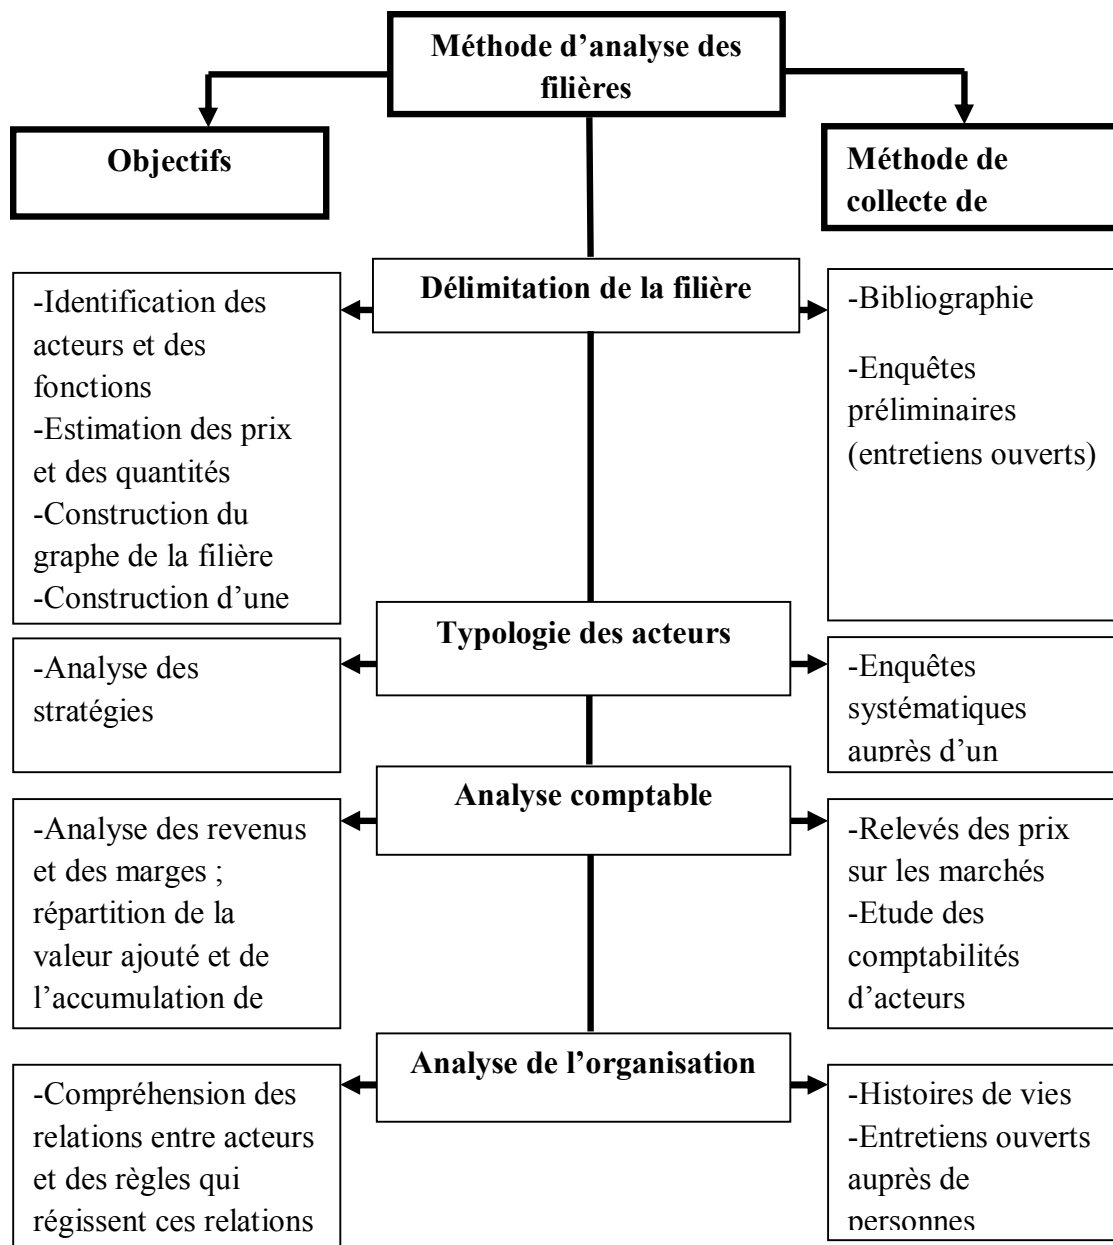 Méthode d’analyse des
filières
Objectifs
Méthode de
collecte de
Délimitation de la filière
-Identification des
acteurs et des
fonctions
-Estimation des prix
et des quantités
-Construction du
graphe de la filière
-Construction d’une
-Bibliographie
-Enquêtes
préliminaires
(entretiens ouverts)
Typologie des acteurs
-Analyse des
stratégies
-Enquêtes
systématiques
auprès d’un
Analyse comptable
-Analyse des revenus
et des marges ;
répartition de la
valeur ajouté et de
l’accumulation de
-Relevés des prix
sur les marchés
-Etude des
comptabilités
d’acteurs
Analyse de l’organisation
-Compréhension des
relations entre acteurs
et des règles qui
régissent ces relations
-Histoires de vies
-Entretiens ouverts
auprès de
personnes